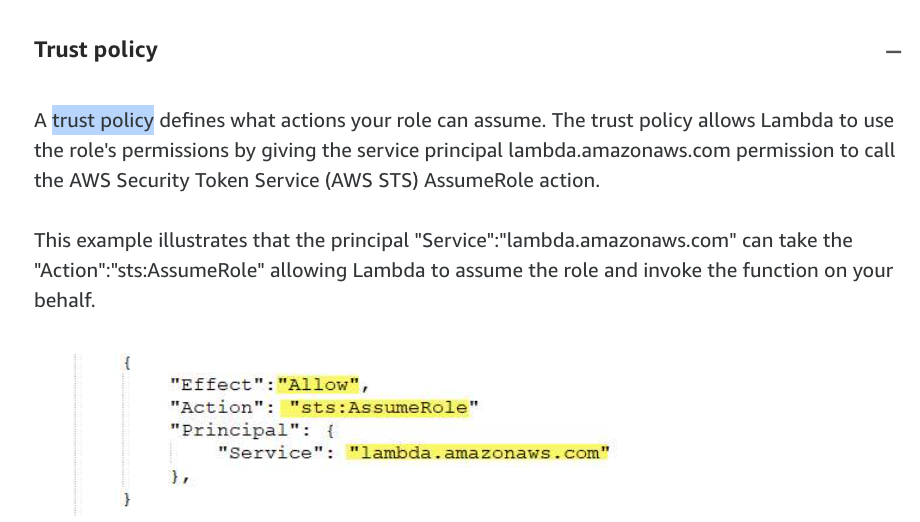 Trust policy
A trust policy defines what actions your role can assume. The trust policy allows Lambda to use
the role's permissions by giving the service principal lambda.amazonaws.com permission to call
the AWS Security Token Service (AWS STS) AssumeRole action.
This example illustrates that the principal "Service":"lambda.amazonaws.com" can take the
"Action":"sts:AssumeRole" allowing Lambda to assume the role and invoke the function on your
behalf.
{
"Effect":"Allow",
"Action": "sts:AssumeRole"
"Principal": {
"Service": "lambda.amazonaws.com"
},
}